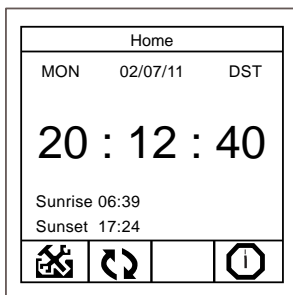 Home
MON 02/07/11 DST
20 : 12 : 40
Sunrise 06:39
Sunset 17:24
i